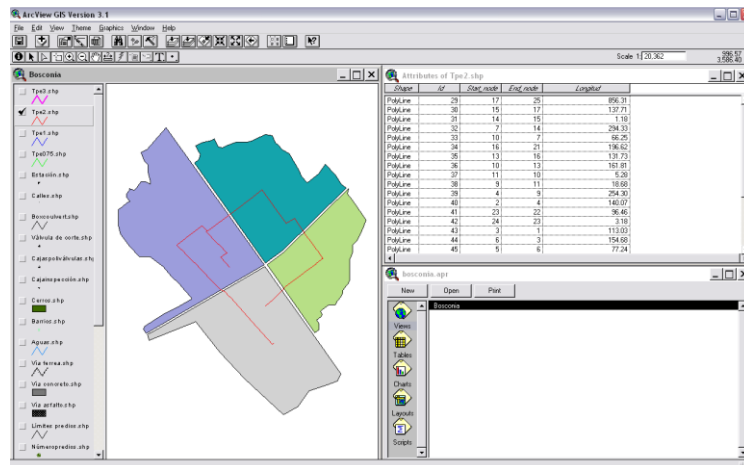 ArcView GIS Version 3.1
File Edit View Theme Graphics Window Help
Scale 1: 20,362
996.57
3,586.40
Bosconia
Tpe3.shp
Tpe2.shp
Tpe1.shp
Tpe075.shp
Estación.shp
Calles.shp
Boxcoulvert.shp
Válvula de corte.shp
Cajaspolválvulas.shp
Cajainspección.shp
Cerros.shp
Barrios.shp
Aguas.shp
Vía terrea.shp
Vía concreto.shp
Vía asfalto.shp
Límites predios.shp
Númerospredios.shp
Attributes of Tpe2.shp
Shape Id Start_node End_node Longitud
PolyLine 29 17 25 856.31
PolyLine 30 15 17 137.71
PolyLine 31 14 15 1.18
PolyLine 32 7 14 294.33
PolyLine 33 10 7 66.25
PolyLine 34 16 21 196.62
PolyLine 35 13 16 131.73
PolyLine 36 10 13 161.81
PolyLine 37 11 10 5.28
PolyLine 38 9 11 18.68
PolyLine 39 4 9 254.30
PolyLine 40 2 4 140.07
PolyLine 41 23 22 96.46
PolyLine 42 24 23 3.18
PolyLine 43 3 1 113.03
PolyLine 44 6 3 154.68
PolyLine 45 5 6 77.24
bosconia.apr
New Open Print
Bosconia
Views
Tables
Charts
Layouts
Scripts